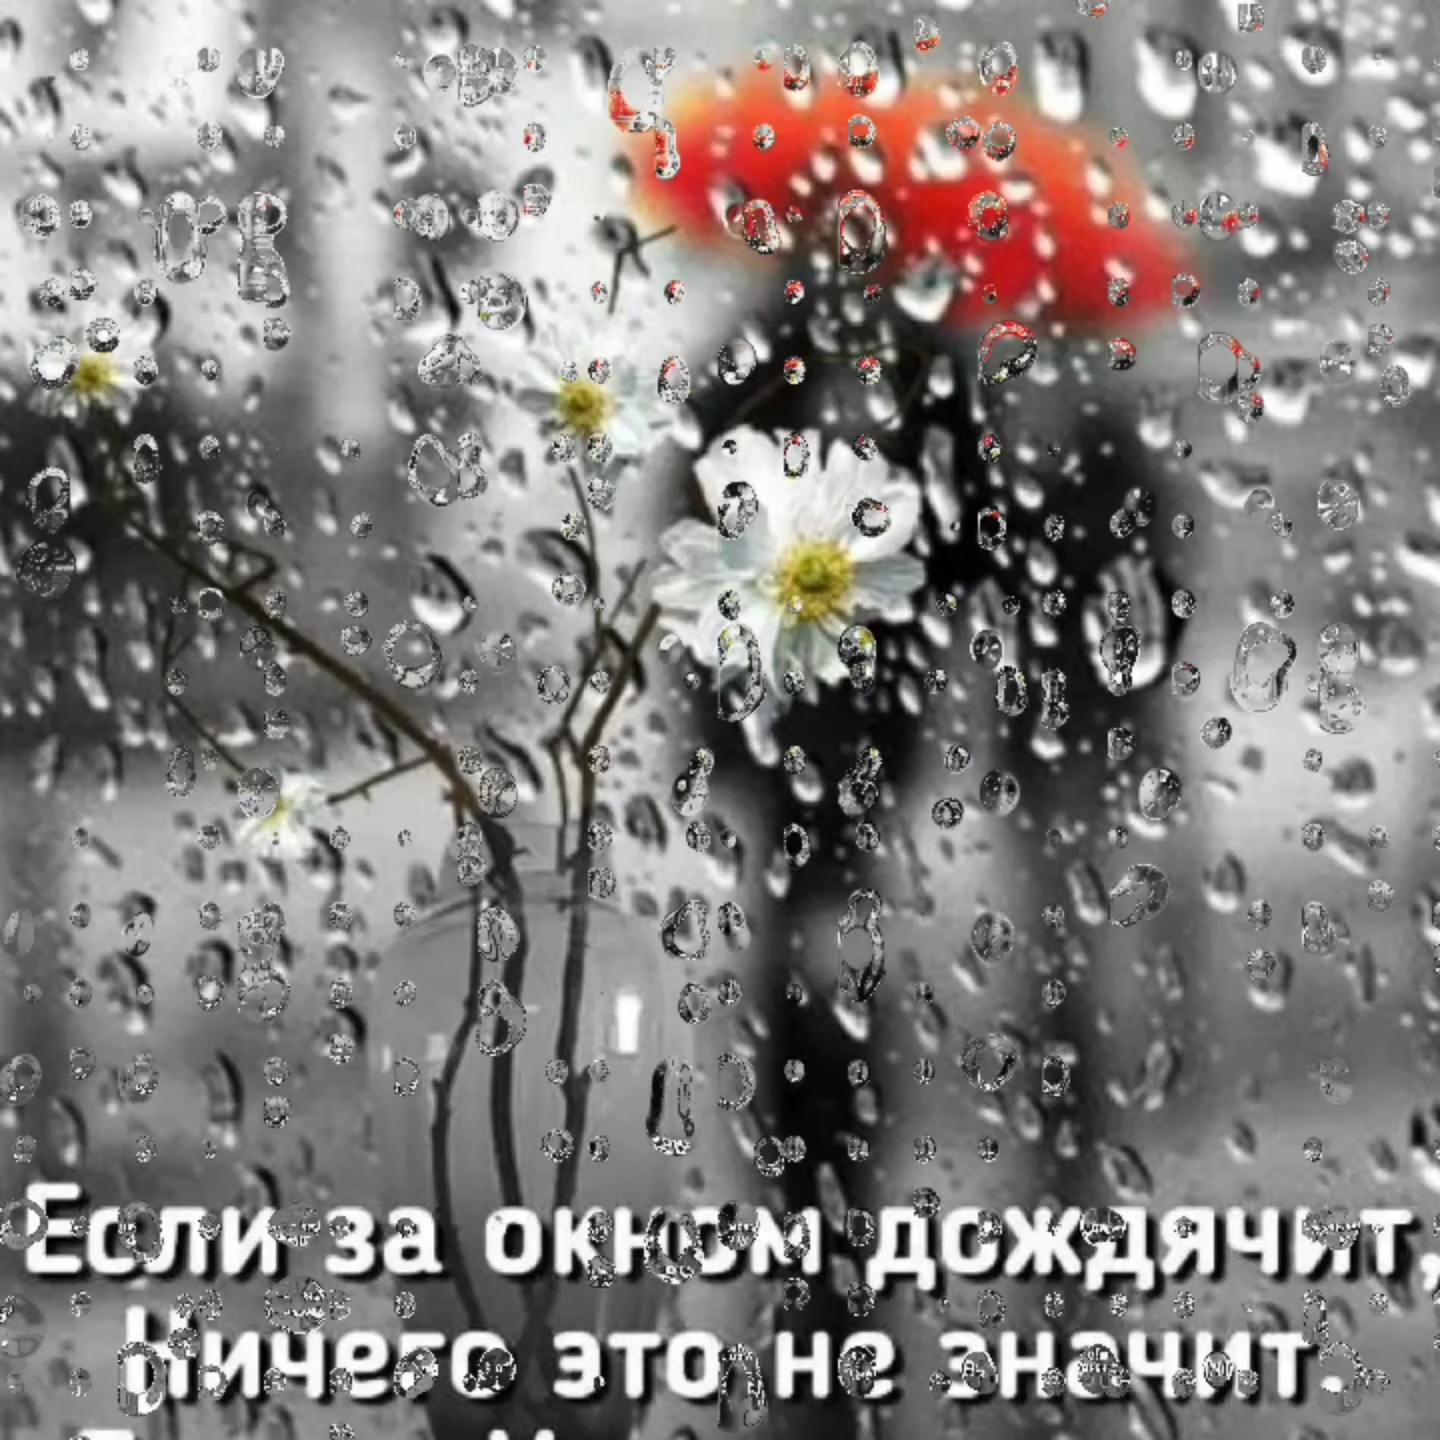 Если за окном дождячит,
Ничего это не значит.